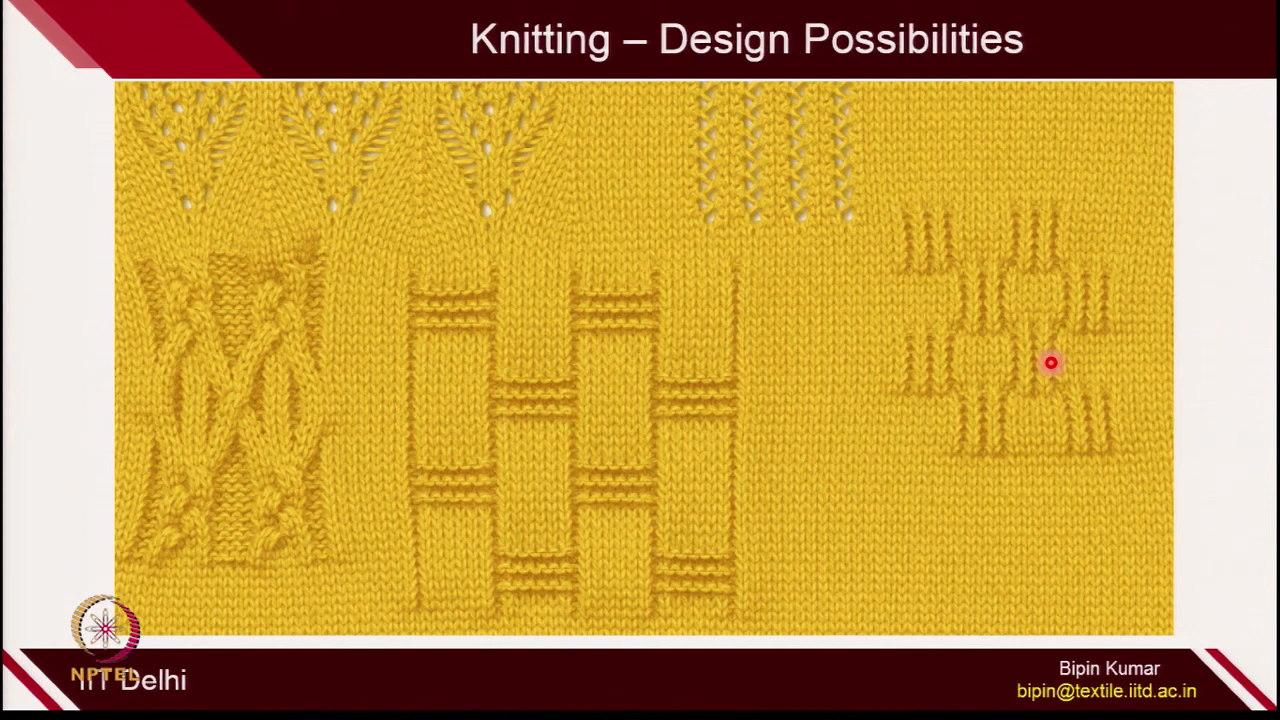 Knitting – Design Possibilities
NPTEL
IIT Delhi
Bipin Kumar
bipin@textile.iitd.ac.in